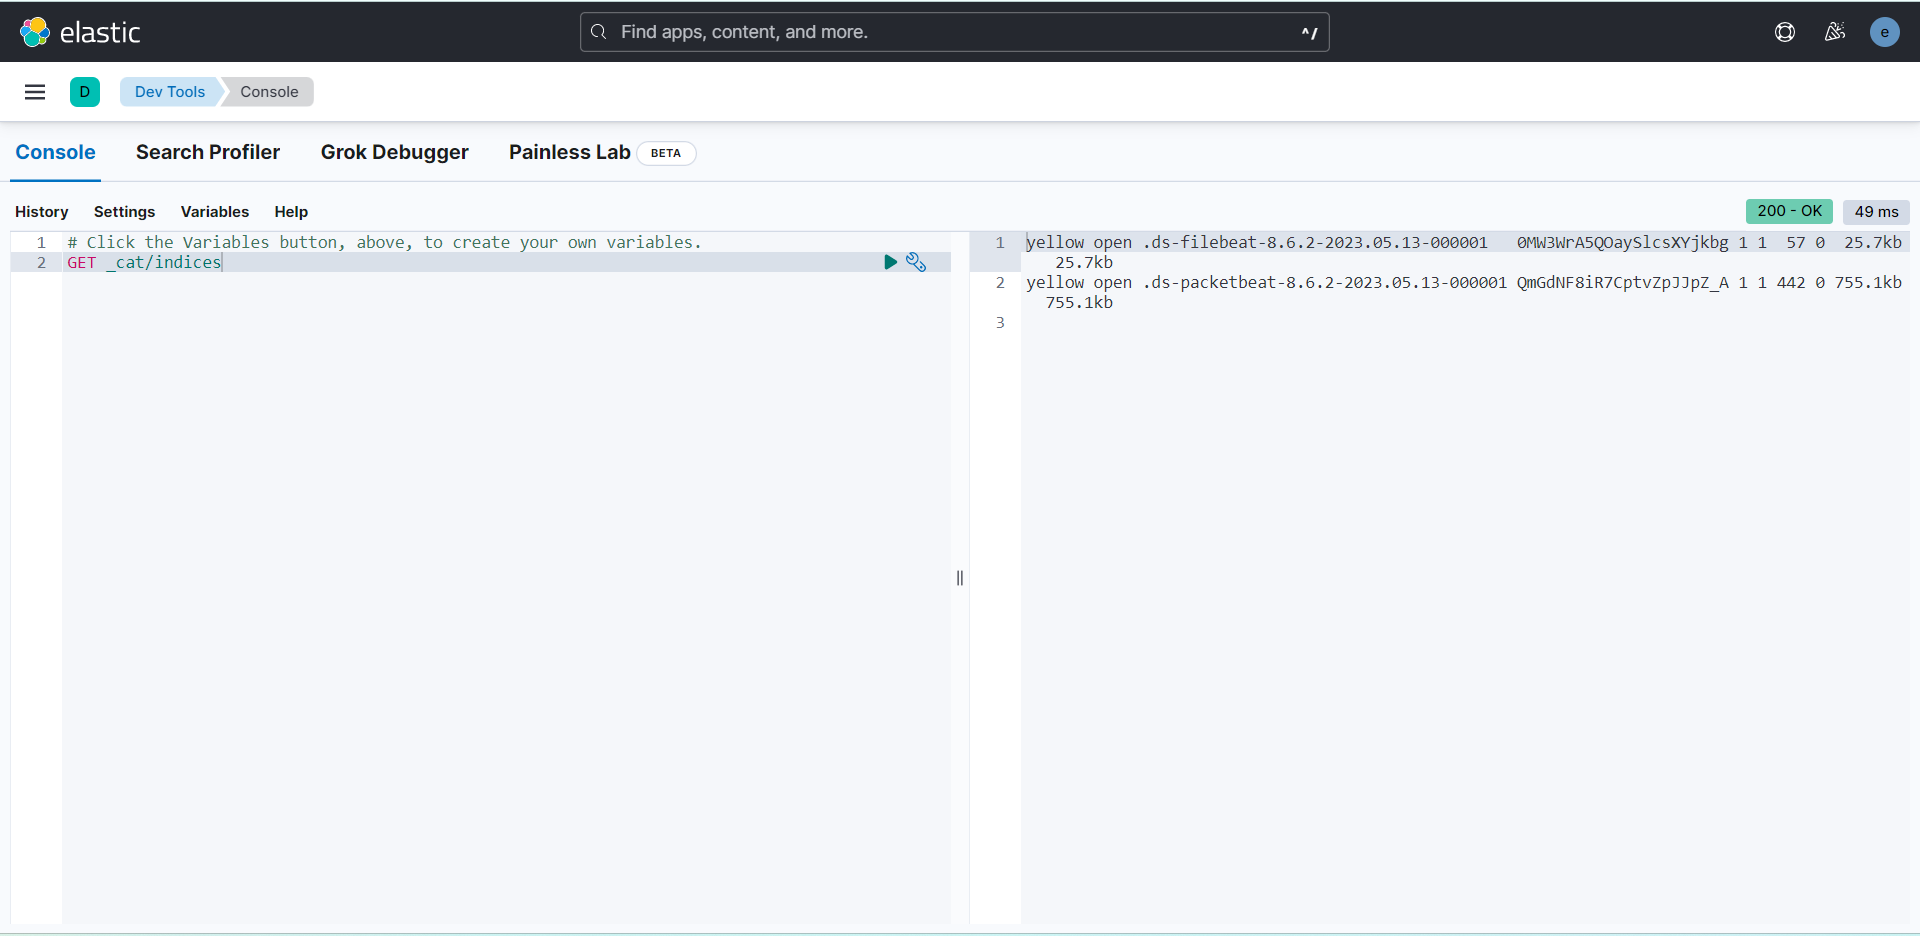 elastic
Find apps, content, and more.
^/
e
D
Dev Tools
Console
Console
Search Profiler
Grok Debugger
Painless Lab
BETA
History
Settings
Variables
Help
200 - OK
49 ms
1 # Click the Variables button, above, to create your own variables.
2 GET _cat/indices
1 yellow open .ds-filebeat-8.6.2-2023.05.13-000001 0MW3WrA5QOaySlcsXYjkbg 1 1 57 0 25.7kb
25.7kb
2 yellow open .ds-packetbeat-8.6.2-2023.05.13-000001 QmGdNF8iR7CptvZpJJpZ_A 1 1 442 0 755.1kb
755.1kb
3